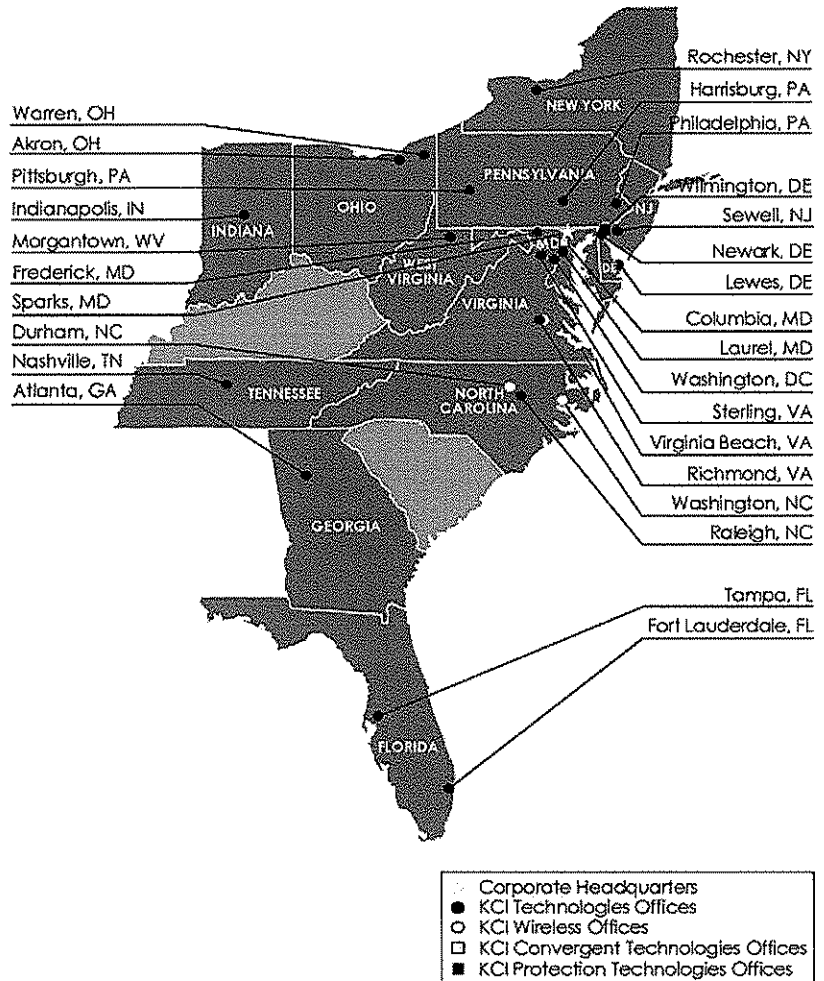 Rochester, NY
Harrisburg, PA
Philadelphia, PA
Wilmington, DE
Sewell, NJ
Newark, DE
Lewes, DE
Columbia, MD
Laurel, MD
Washington, DC
Sterling, VA
Virginia Beach, VA
Richmond, VA
Washington, NC
Raleigh, NC
Tampa, FL
Fort Lauderdale, FL
Warren, OH
Akron, OH
Pittsburgh, PA
Indianapolis, IN
Morgantown, WV
Frederick, MD
Sparks, MD
Durham, NC
Nashville, TN
Atlanta, GA
NEW YORK
PENNSYLVANIA
OHIO
INDIANA
NJ
MD
DE
WEST
VIRGINIA
VIRGINIA
TENNESSEE
NORTH
CAROLINA
GEORGIA
FLORIDA
Corporate Headquarters
KCI Technologies Offices
KCI Wireless Offices
KCI Convergent Technologies Offices
KCI Protection Technologies Offices